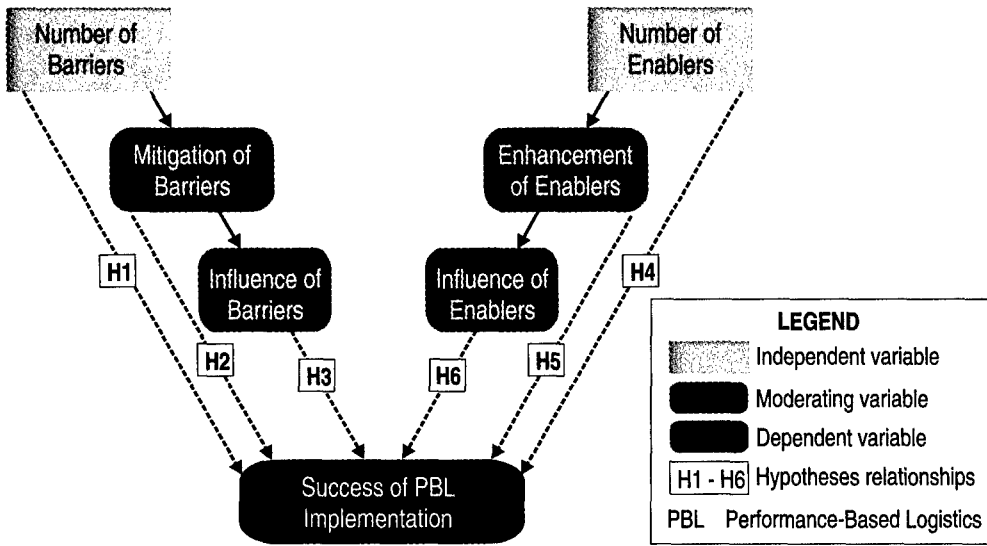 Number of
Barriers
Number of
Enablers
Mitigation of
Barriers
Enhancement
of Enablers
Influence of
Barriers
Influence of
Enablers
H1
H2
H3
H6
H5
H4
Success of PBL
Implementation
LEGEND
Independent variable
Moderating variable
Dependent variable
H1 - H6 Hypotheses relationships
PBL Performance-Based Logistics